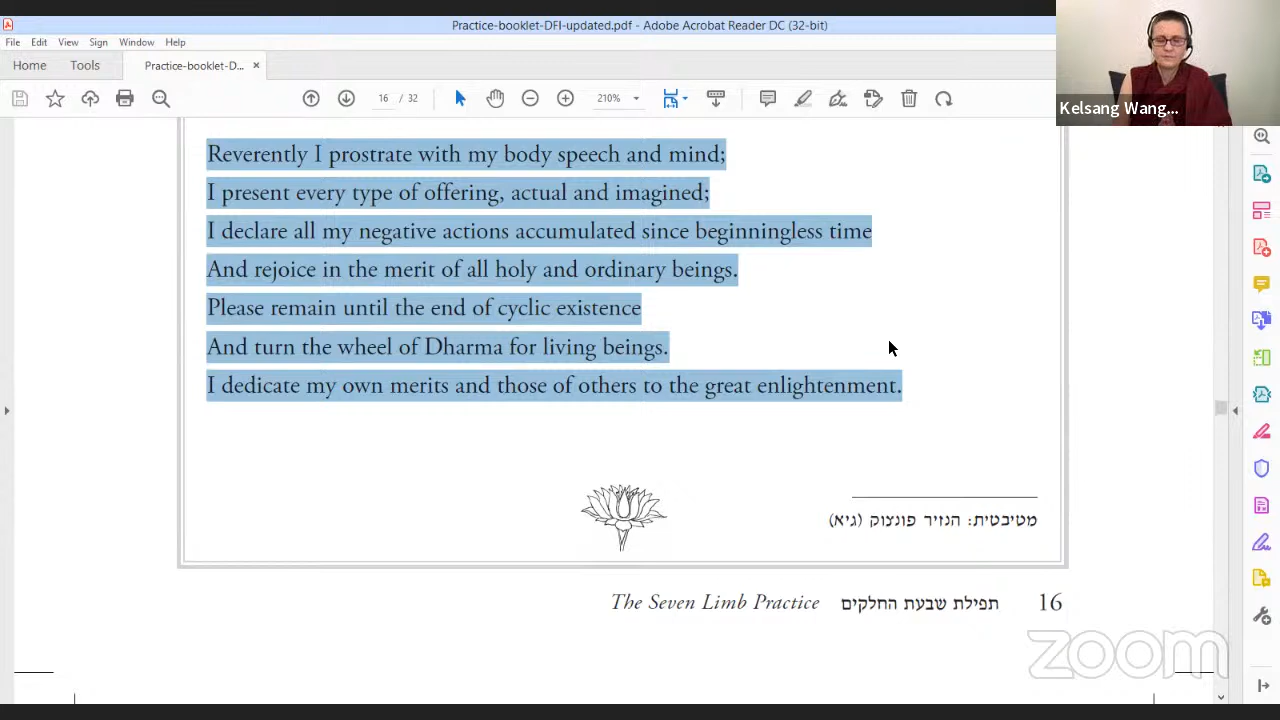 Practice-booklet-DFI-updated.pdf - Adobe Acrobat Reader DC (32-bit)
File Edit View Sign Window Help
Home Tools Practice-booklet-D... ×
16 / 32 210%
Kelsang Wang...
Reverently I prostrate with my body speech and mind;
I present every type of offering, actual and imagined;
I declare all my negative actions accumulated since beginningless time
And rejoice in the merit of all holy and ordinary beings.
Please remain until the end of cyclic existence
And turn the wheel of Dharma for living beings.
I dedicate my own merits and those of others to the great enlightenment.
מטיבטית: הנזיר פונצוק (גיא)
The Seven Limb Practice תפילת שבעת החלקים 16
zoom